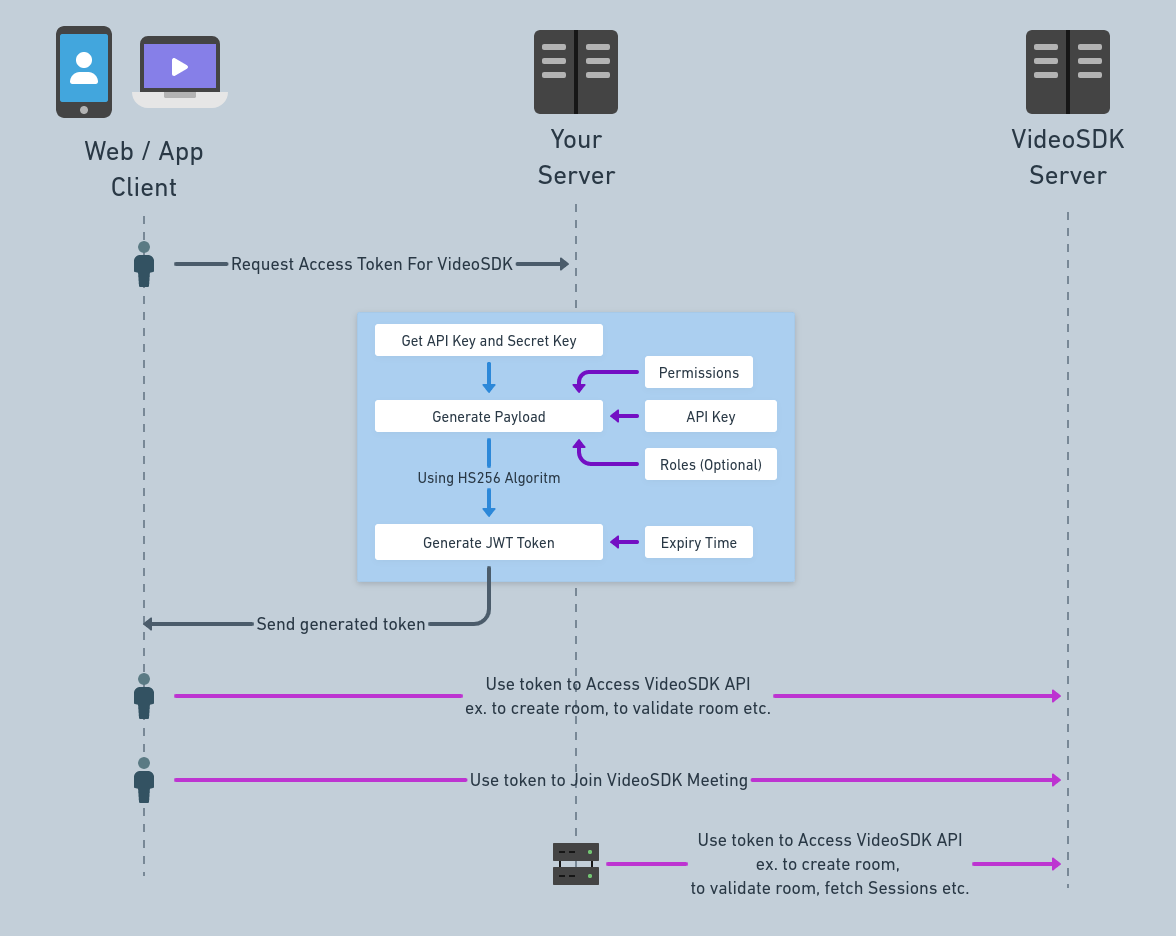 Web / App
Client
Your
Server
VideoSDK
Server
Request Access Token For VideoSDK
Get API Key and Secret Key
Permissions
Generate Payload
API Key
Roles (Optional)
Using HS256 Algoritm
Generate JWT Token
Expiry Time
Send generated token
Use token to Access VideoSDK API
ex. to create room, to validate room etc.
Use token to Join VideoSDK Meeting
Use token to Access VideoSDK API
ex. to create room,
to validate room, fetch Sessions etc.